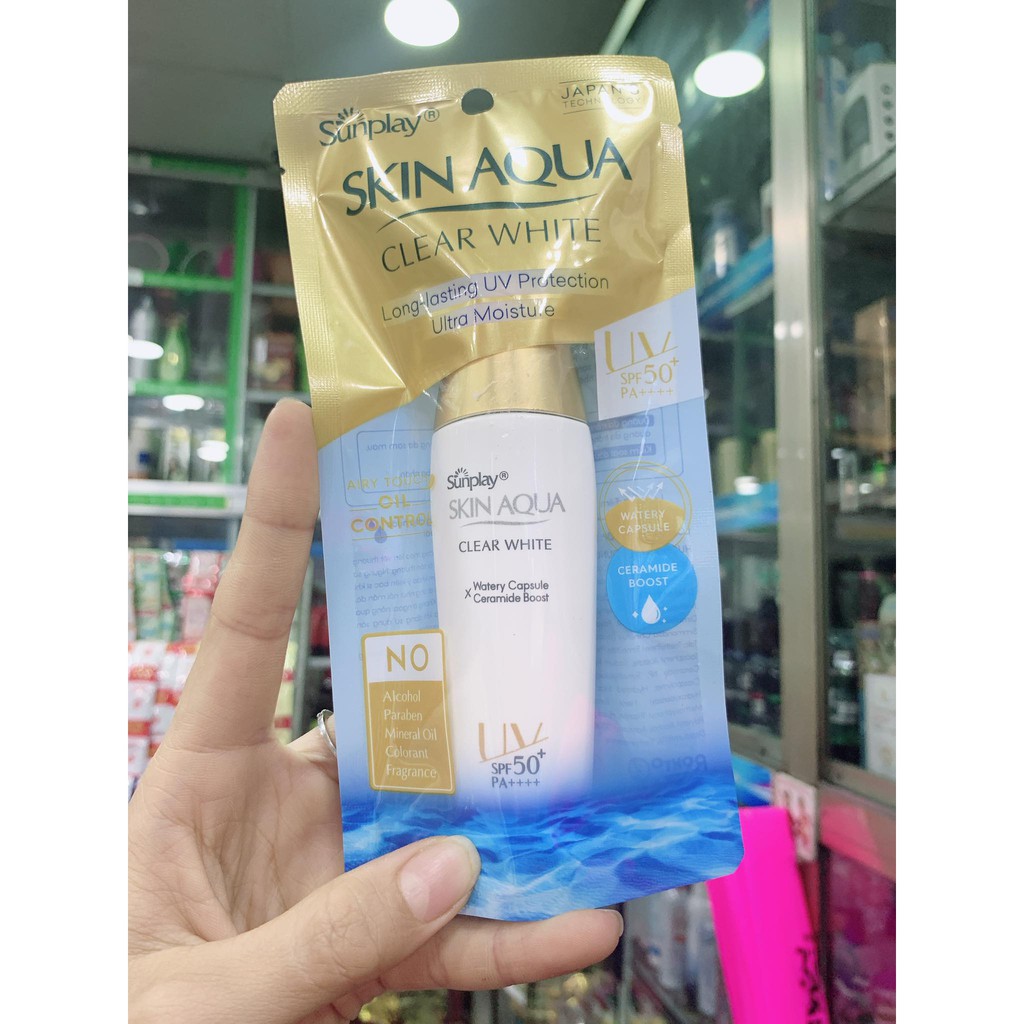 Sunplay®
JAPAN'S
TECHNOLOGY
SKIN AQUA
CLEAR WHITE
Long-lasting UV Protection
Ultra Moisture
UV
SPF50+
PA++++
AIRY TOUCH
OIL
CONTROL
Sunplay®
SKIN AQUA
CLEAR WHITE
x Watery Capsule
Ceramide Boost
WATERY
CAPSULE
CERAMIDE
BOOST
NO
Alcohol
Paraben
Mineral Oil
Colorant
Fragrance
UV
SPF50+
PA++++